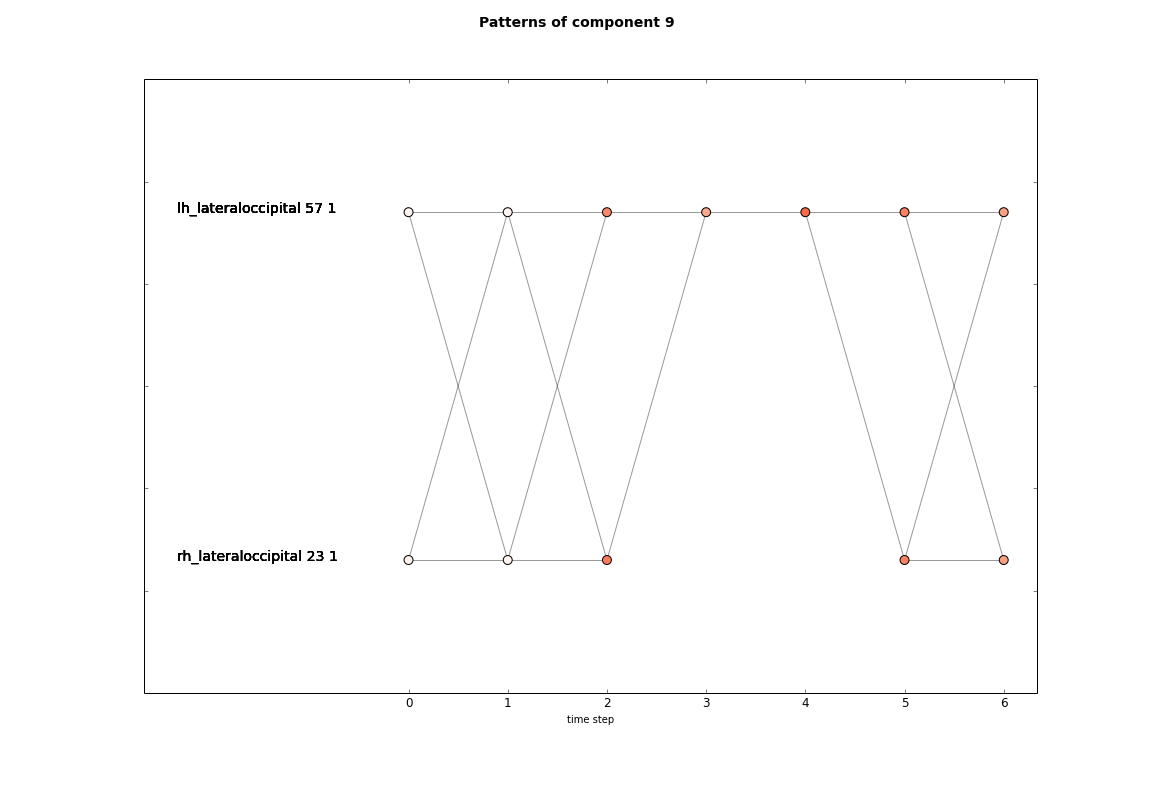 Patterns of component 9
lh_lateraloccipital 57 1
rh_lateraloccipital 23 1
0 1 2 3 4 5 6
time step